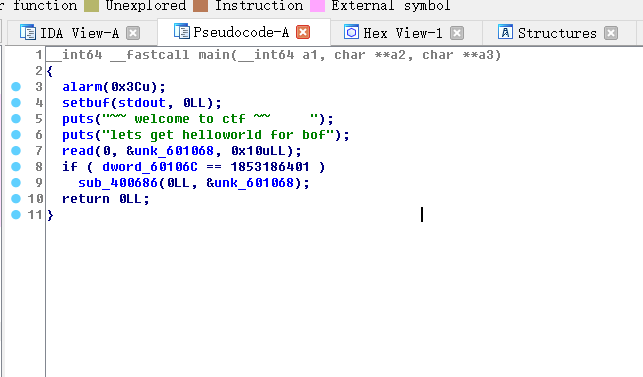 r function Unexplored Instruction External symbol
IDA View-A Pseudocode-A Hex View-1 Structures
1 __int64 __fastcall main(__int64 a1, char **a2, char **a3)
2 {
3 alarm(0x3Cu);
4 setbuf(stdout, 0LL);
5 puts("~~ welcome to ctf ~~     ");
6 puts("lets get helloworld for bof");
7 read(0, &unk_601068, 0x10uLL);
8 if ( dword_60106C == 1853186401 )
9 sub_400686(0LL, &unk_601068);
10 return 0LL;
11 }